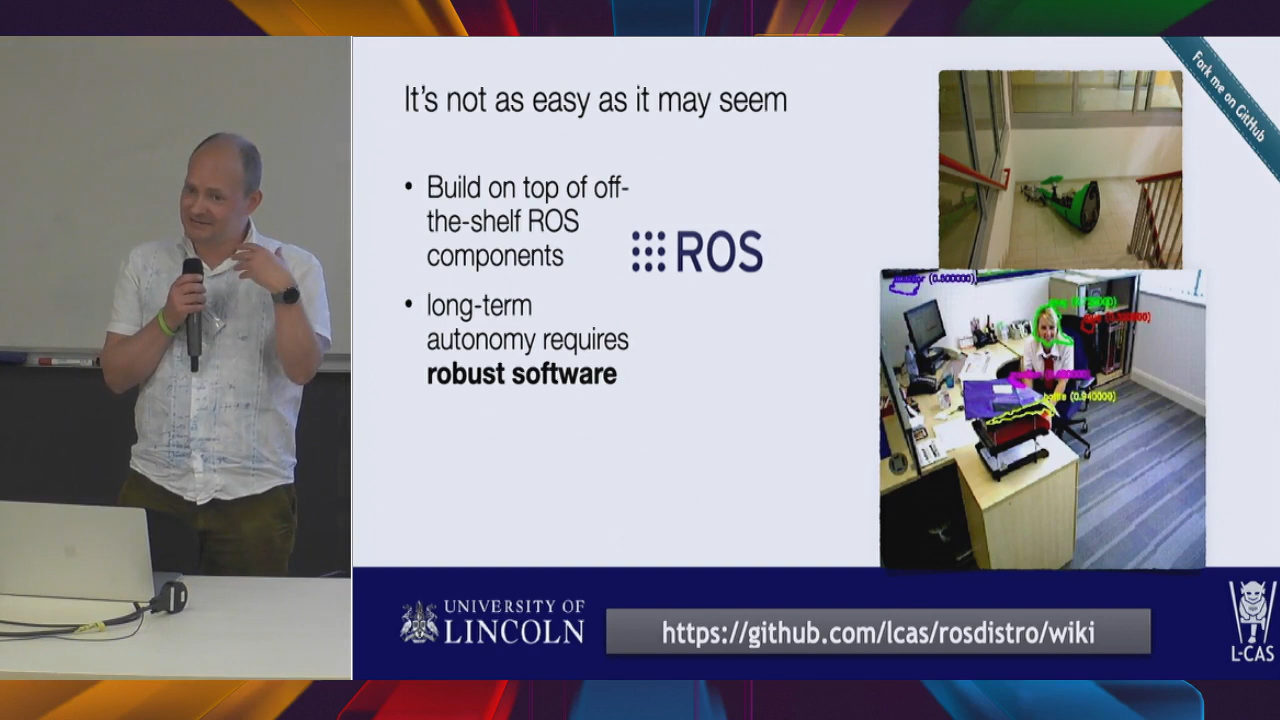 It's not as easy as it may seem
Fork me on GitHub
• Build on top of off-
the-shelf ROS
components
ROS
• long-term
autonomy requires
robust software
UNIVERSITY OF
LINCOLN
https://github.com/lcas/rosdistro/wiki
L-CAS